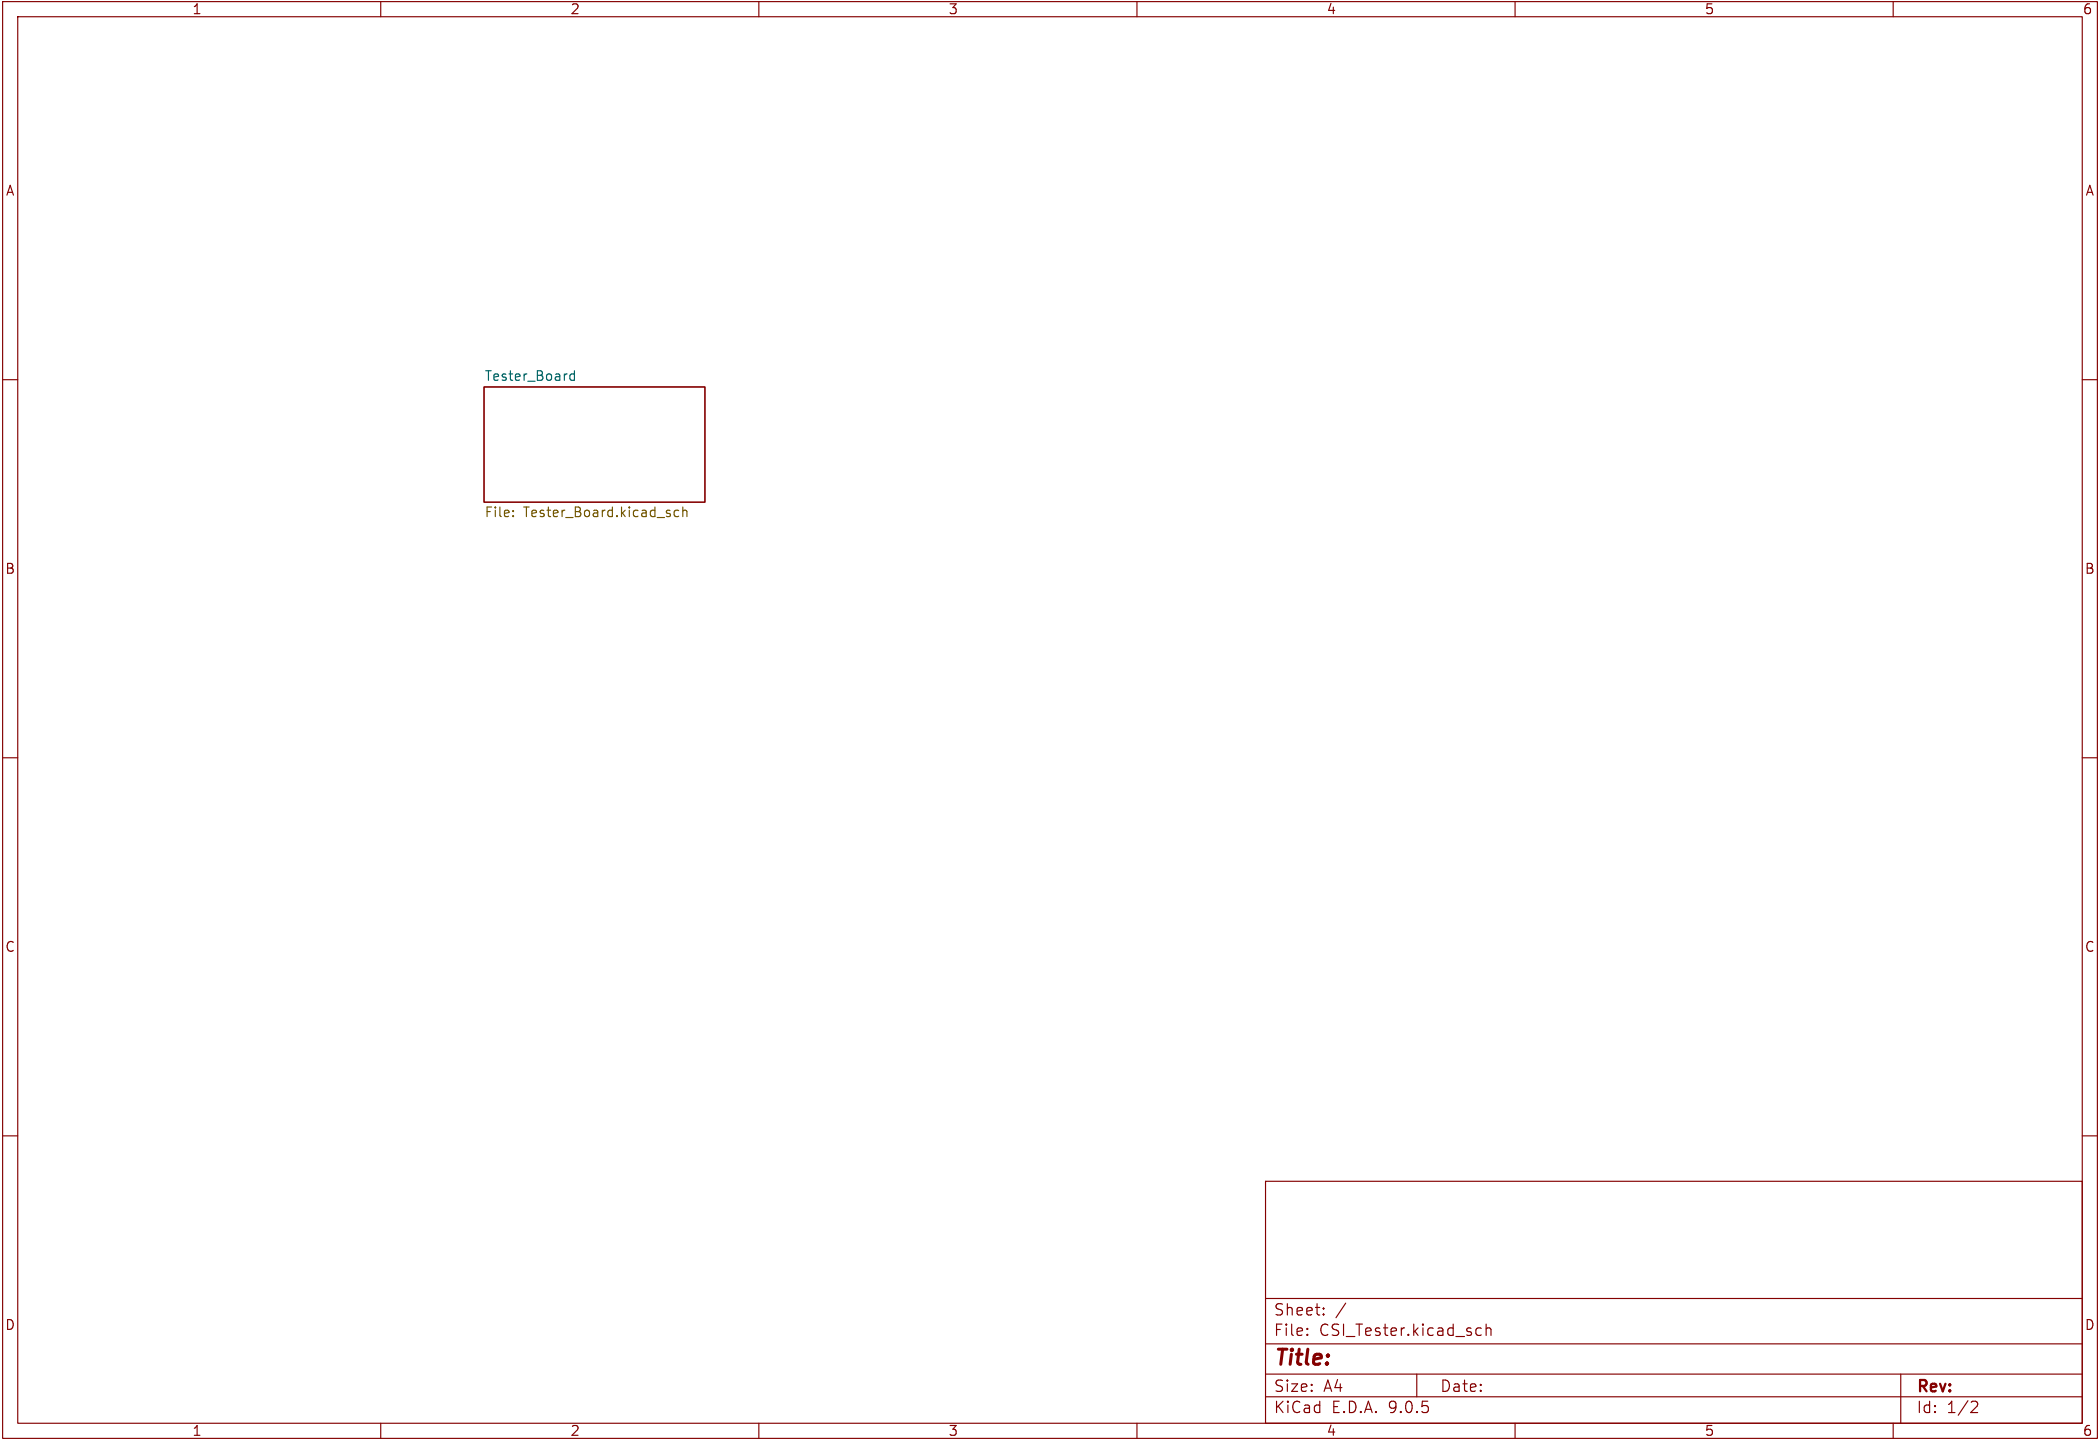 1 2 3 4 5 6
A A
Tester_Board
File: Tester_Board.kicad_sch
B B
C C
Sheet: /
File: CSI_Tester.kicad_sch
D D
Title:
Size: A4 Date: Rev:
KiCad E.D.A. 9.0.5 Id: 1/2
1 2 3 4 5 6